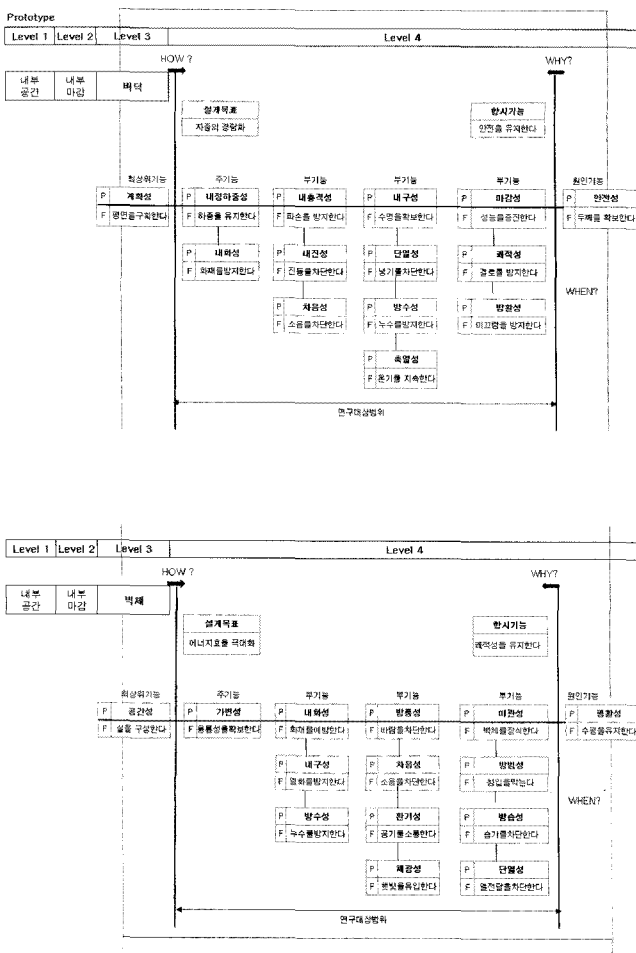 Prototype
Level 1 Level 2 Level 3 Level 4
HOW ? WHY?
내부 내부 바닥
공간 마감
설계목표 항시기능
자중의 경량화 안전을 유지한다
최상위기능 주기능 부기능 부기능 부기능 원인기능
P 계획성 P 내정하중성 P 내충격성 P 내구성 P 마감성 P 안전성
F 평면을구획한다 F 하중을 유지한다 F 파손을 방지한다 F 수명을확보한다 F 성능을증진한다 F 두께를 확보한다
P 내화성 P 내진성 P 단열성 P 쾌적성
F 화재를방지한다 F 진동을차단한다 F 냉기를차단한다 F 결로를 방지한다
WHEN?
P 차음성 P 방수성 P 방활성
F 소음을차단한다 F 누수를방지한다 F 미끄럼을 방지한다
P 축열성
F 온기를 지속한다
연구대상범위
Level 1 Level 2 Level 3 Level 4
HOW ? WHY?
내부 내부 벽체
공간 마감
설계목표 항시기능
에너지효율 극대화 쾌적성을 유지한다
최상위기능 주기능 부기능 부기능 부기능 원인기능
P 공간성 P 가변성 P 내화성 P 방풍성 P 미관성 P 평활성
F 실을 구성한다 F 융통성을확보한다 F 화재를예방한다 F 바람을차단한다 F 벽체를장식한다 F 수평을유지한다
P 내구성 P 차음성 P 방범성
F 열화를방지한다 F 소음을차단한다 F 침입을막는다
WHEN?
P 방수성 P 환기성 P 방습성
F 누수를방지한다 F 공기를소통한다 F 습기를차단한다
P 채광성 P 단열성
F 햇빛을유입한다 F 열전달을차단한다
연구대상범위